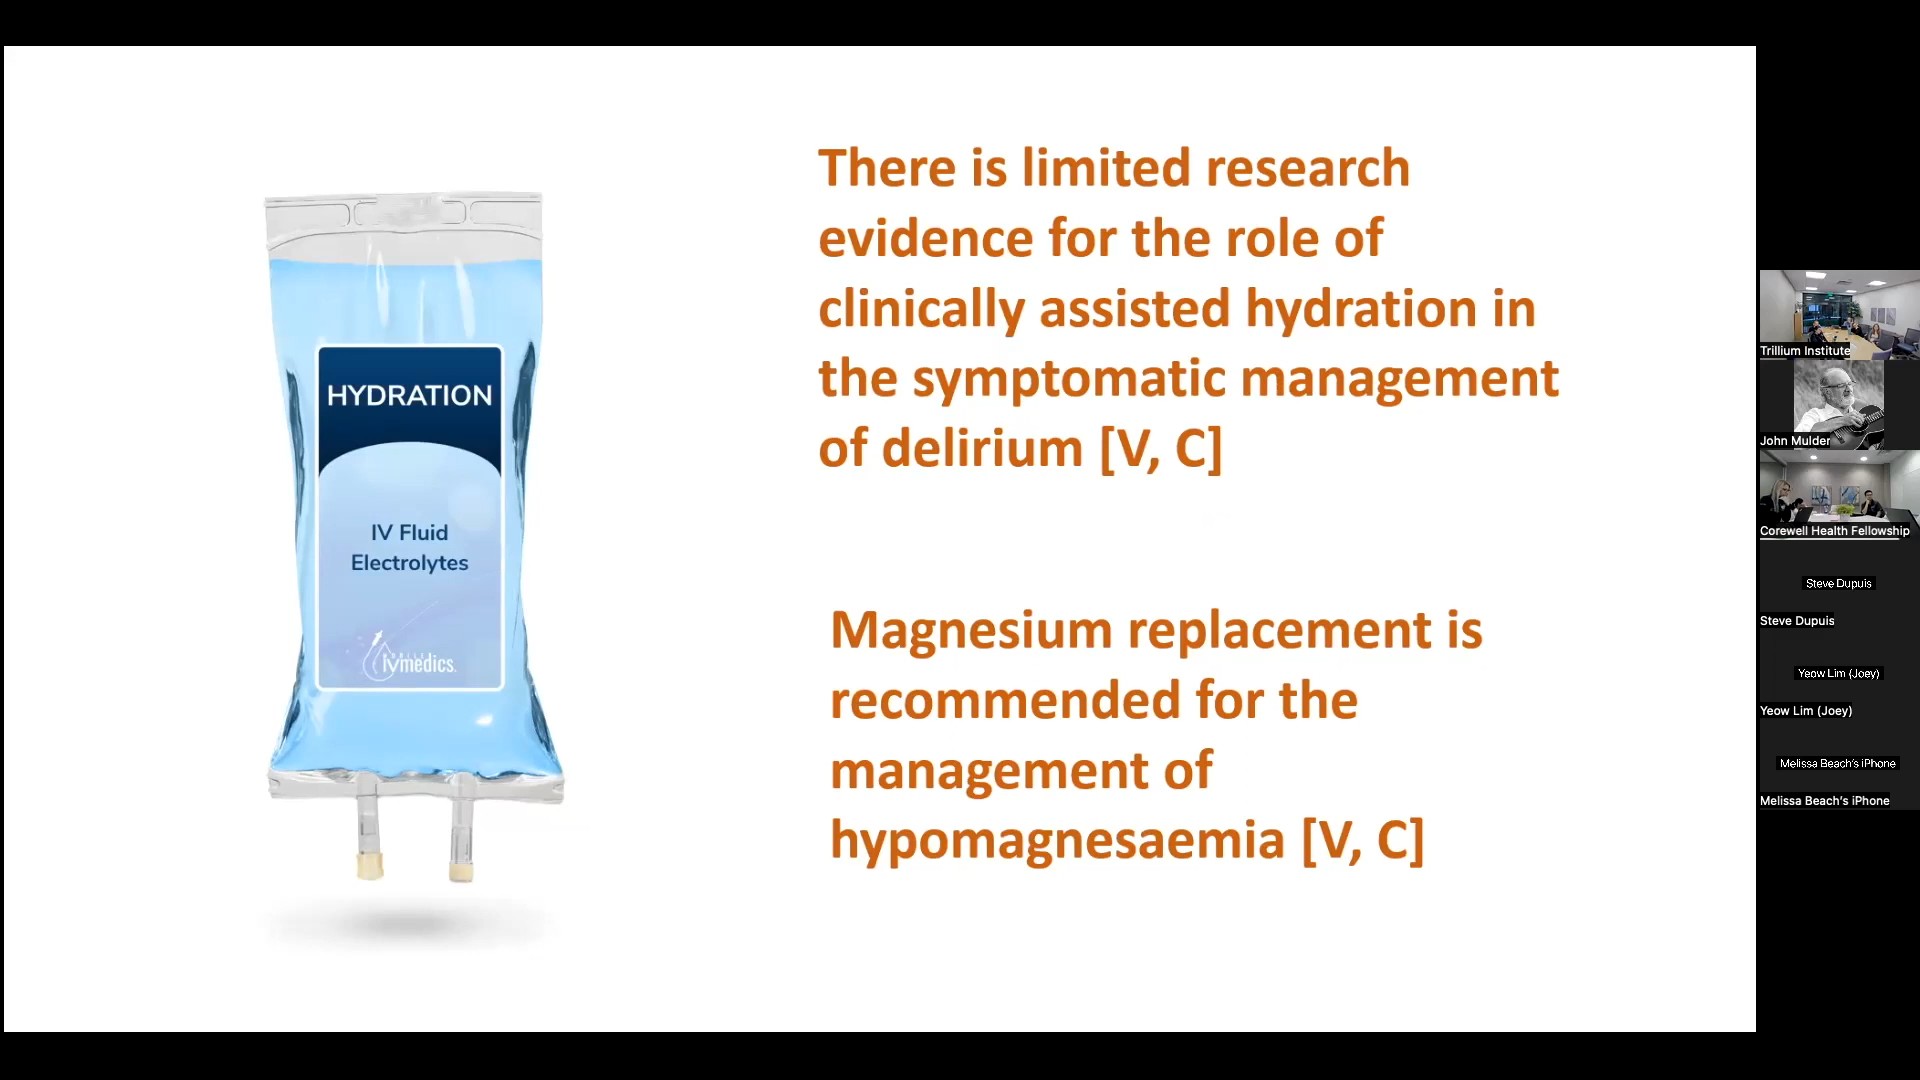 There is limited research
evidence for the role of
clinically assisted hydration in
the symptomatic management
of delirium [V, C]
Magnesium replacement is
recommended for the
management of
hypomagnesaemia [V, C]
HYDRATION
IV Fluid
Electrolytes
ivmedics.
Trillium Institute
John Mulder
Corewell Health Fellowship
Steve Dupuis
Steve Dupuis
Yeow Lim (Joey)
Yeow Lim (Joey)
Melissa Beach's iPhone
Melissa Beach's iPhone